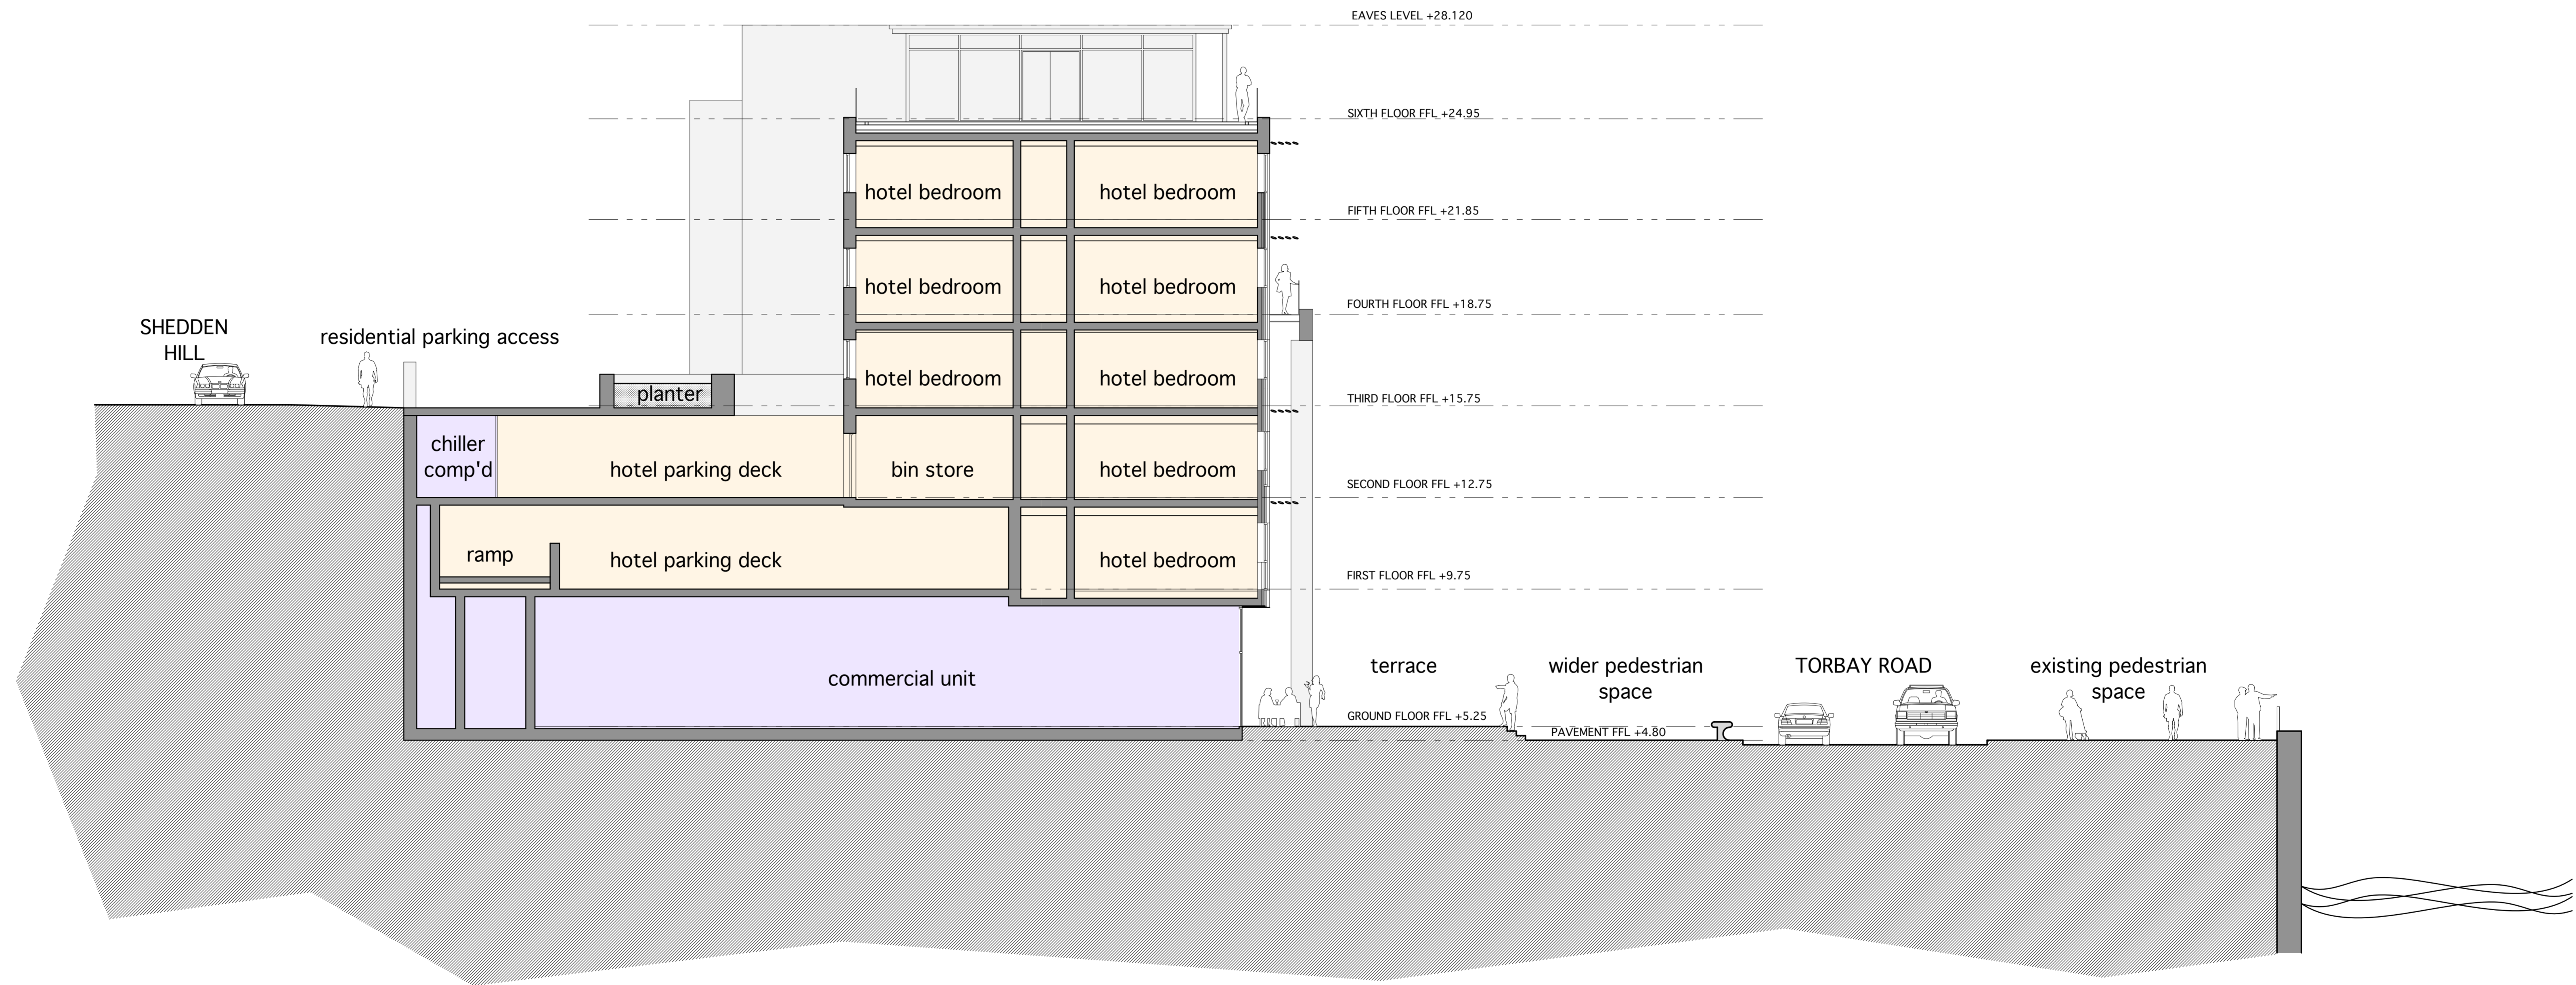 EAVES LEVEL +28.120
SIXTH FLOOR FFL +24.95
hotel bedroom
hotel bedroom
FIFTH FLOOR FFL +21.85
hotel bedroom
hotel bedroom
FOURTH FLOOR FFL +18.75
SHEDDEN
HILL
residential parking access
hotel bedroom
hotel bedroom
planter
THIRD FLOOR FFL +15.75
chiller
comp'd
hotel parking deck
bin store
hotel bedroom
SECOND FLOOR FFL +12.75
ramp
hotel parking deck
hotel bedroom
FIRST FLOOR FFL +9.75
commercial unit
terrace
wider pedestrian
space
TORBAY ROAD
existing pedestrian
space
GROUND FLOOR FFL +5.25
PAVEMENT FFL +4.80